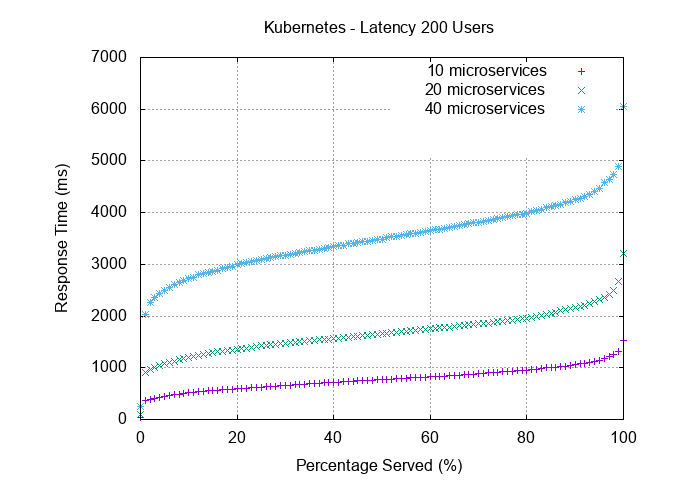 Kubernetes - Latency 200 Users
7000
6000
5000
4000
3000
2000
1000
0
Response Time (ms)
10 microservices
20 microservices
40 microservices
0 20 40 60 80 100
Percentage Served (%)